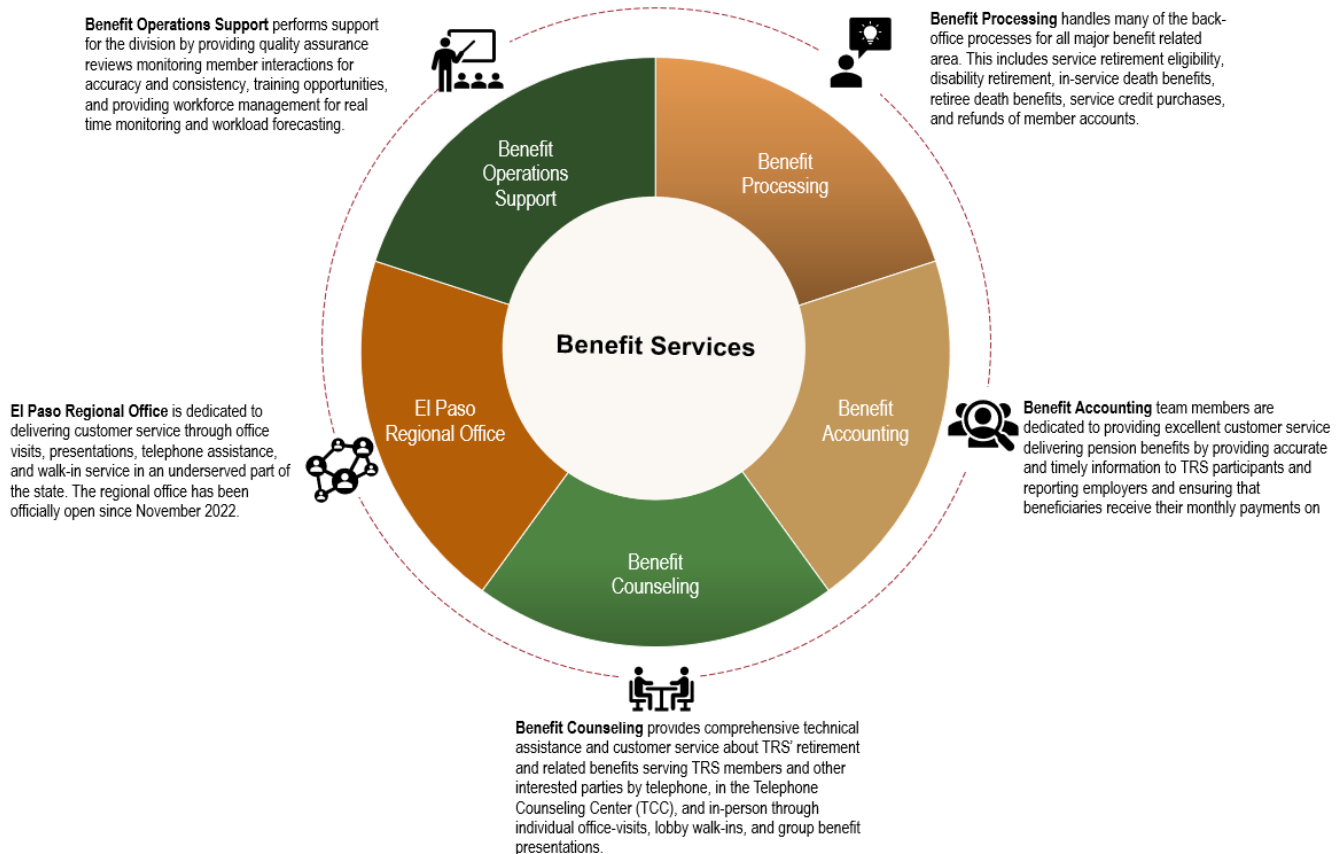 Benefit Operations Support performs support
for the division by providing quality assurance
reviews monitoring member interactions for
accuracy and consistency, training opportunities,
and providing workforce management for real
time monitoring and workload forecasting.
Benefit Processing handles many of the back-
office processes for all major benefit related
area. This includes service retirement eligibility,
disability retirement, in-service death benefits,
retiree death benefits, service credit purchases,
and refunds of member accounts.
Benefit
Operations
Support
Benefit
Processing
Benefit Services
El Paso
Regional Office
Benefit
Accounting
Benefit
Counseling
El Paso Regional Office is dedicated to
delivering customer service through office
visits, presentations, telephone assistance,
and walk-in service in an underserved part of
the state. The regional office has been
officially open since November 2022.
Benefit Accounting team members are
dedicated to providing excellent customer service
delivering pension benefits by providing accurate
and timely information to TRS participants and
reporting employers and ensuring that
beneficiaries receive their monthly payments on
Benefit Counseling provides comprehensive technical
assistance and customer service about TRS' retirement
and related benefits serving TRS members and other
interested parties by telephone, in the Telephone
Counseling Center (TCC), and in-person through
individual office-visits, lobby walk-ins, and group benefit
presentations.